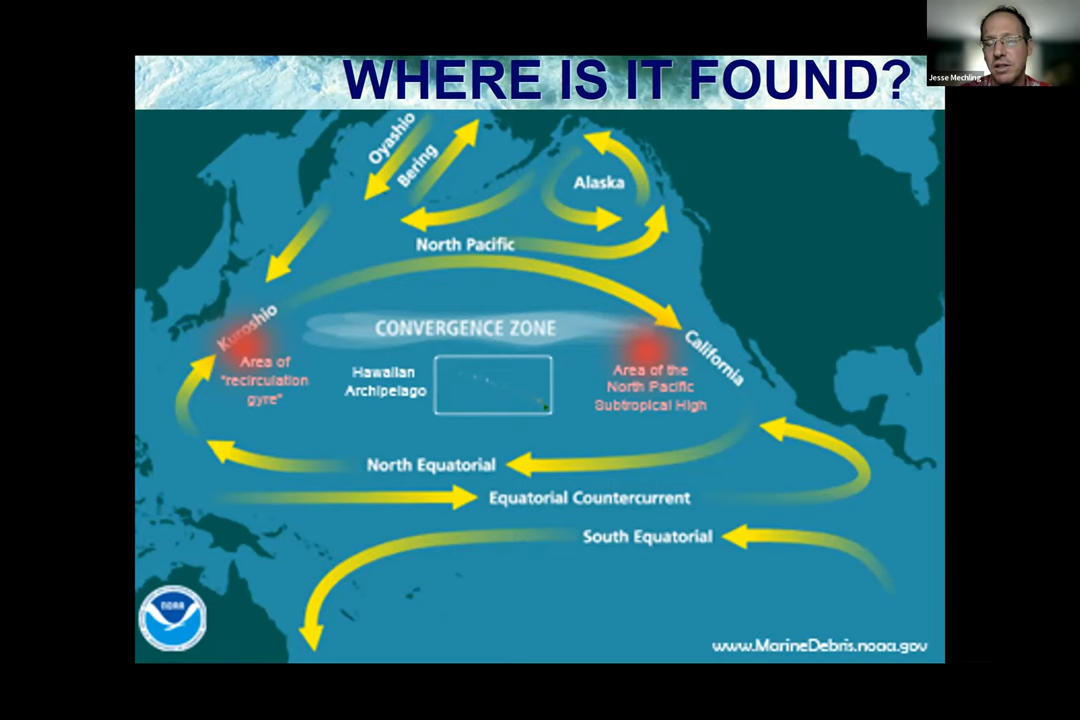 WHERE IS IT FOUND?
Jesse Mechling
Oyashio
Bering
Alaska
North Pacific
Kuroshio
CONVERGENCE ZONE
California
Area of
"recirculation
gyre"
Hawaiian
Archipelago
Area of the
North Pacific
Subtropical High
North Equatorial
Equatorial Countercurrent
South Equatorial
NOAA
www.MarineDebris.noaa.gov